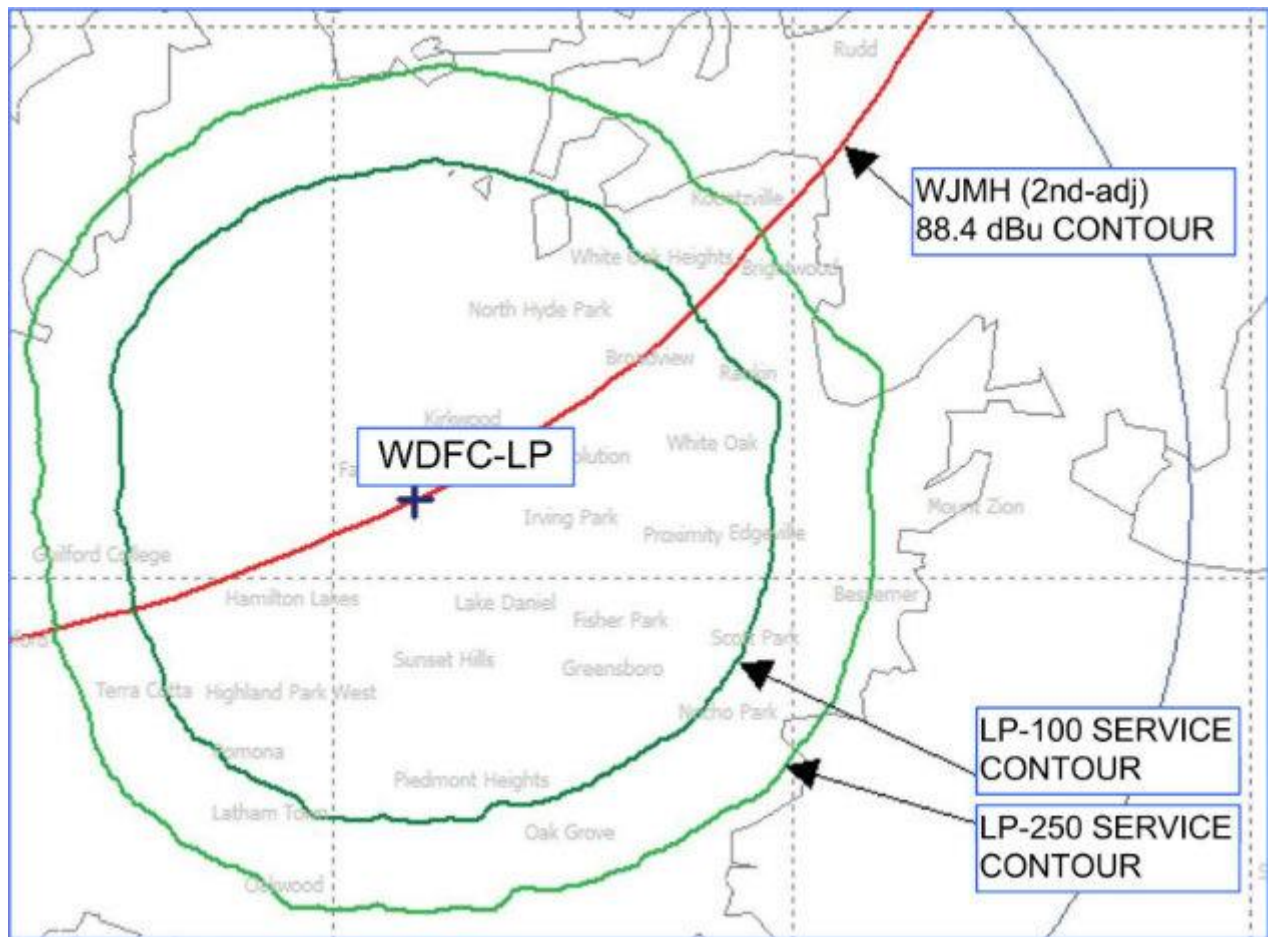 Rudd
WJMH (2nd-adj)
88.4 dBu CONTOUR
White Oak Heights
Brightwood
North Hyde Park
Broadview
Rankin
Kirkwood
WDFC-LP
White Oak
Irving Park
Proximity
Edgeville
Mount Zion
Guilford College
Hamilton Lakes
Lake Daniel
Bessemer
Fisher Park
Scott Park
Sunset Hills
Greensboro
Terra Cotta
Highland Park West
Nocho Park
LP-100 SERVICE
CONTOUR
Pomona
Piedmont Heights
Latham Town
Oak Grove
LP-250 SERVICE
CONTOUR
Oakwood